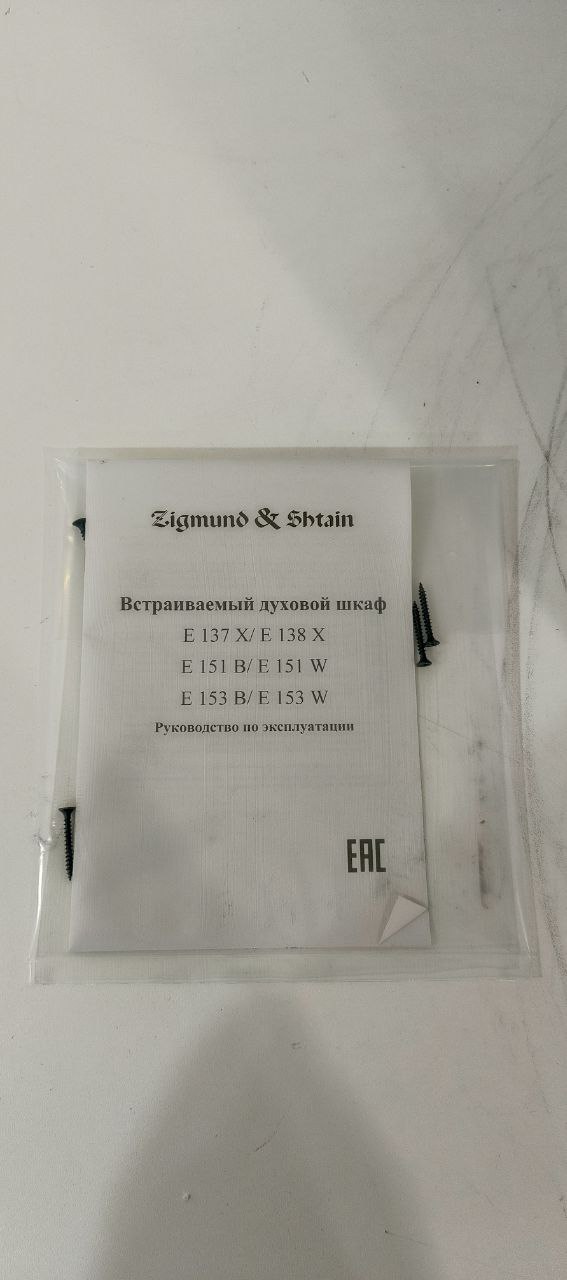 Zigmund & Shtain
Встраиваемый духовой шкаф
E 137 X/ E 138 X
E 151 B/ E 151 W
E 153 B/ E 153 W
Руководство по эксплуатации
EAC